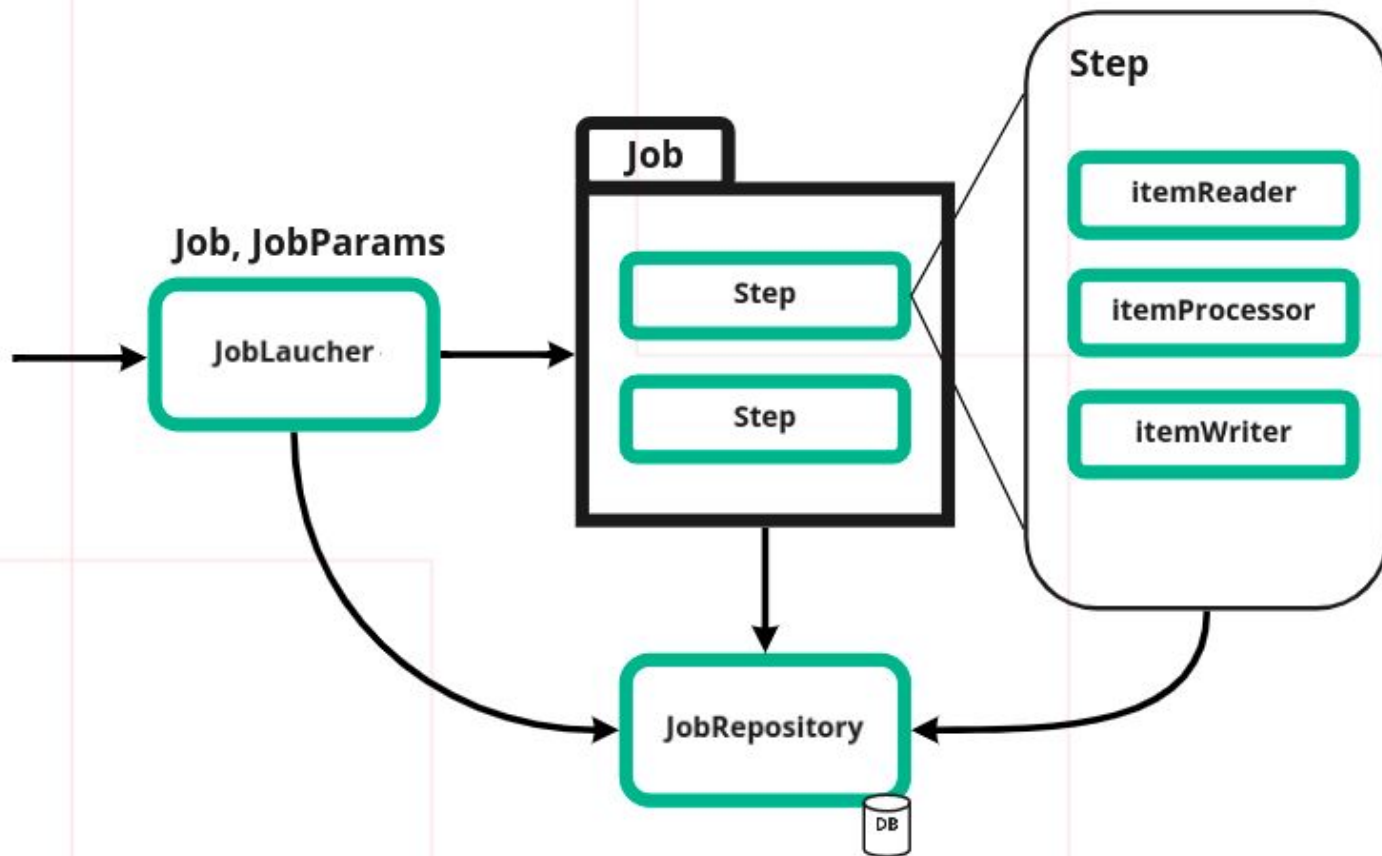 Job, JobParams
JobLaucher
Job
Step
Step
Step
itemReader
itemProcessor
itemWriter
JobRepository
DB